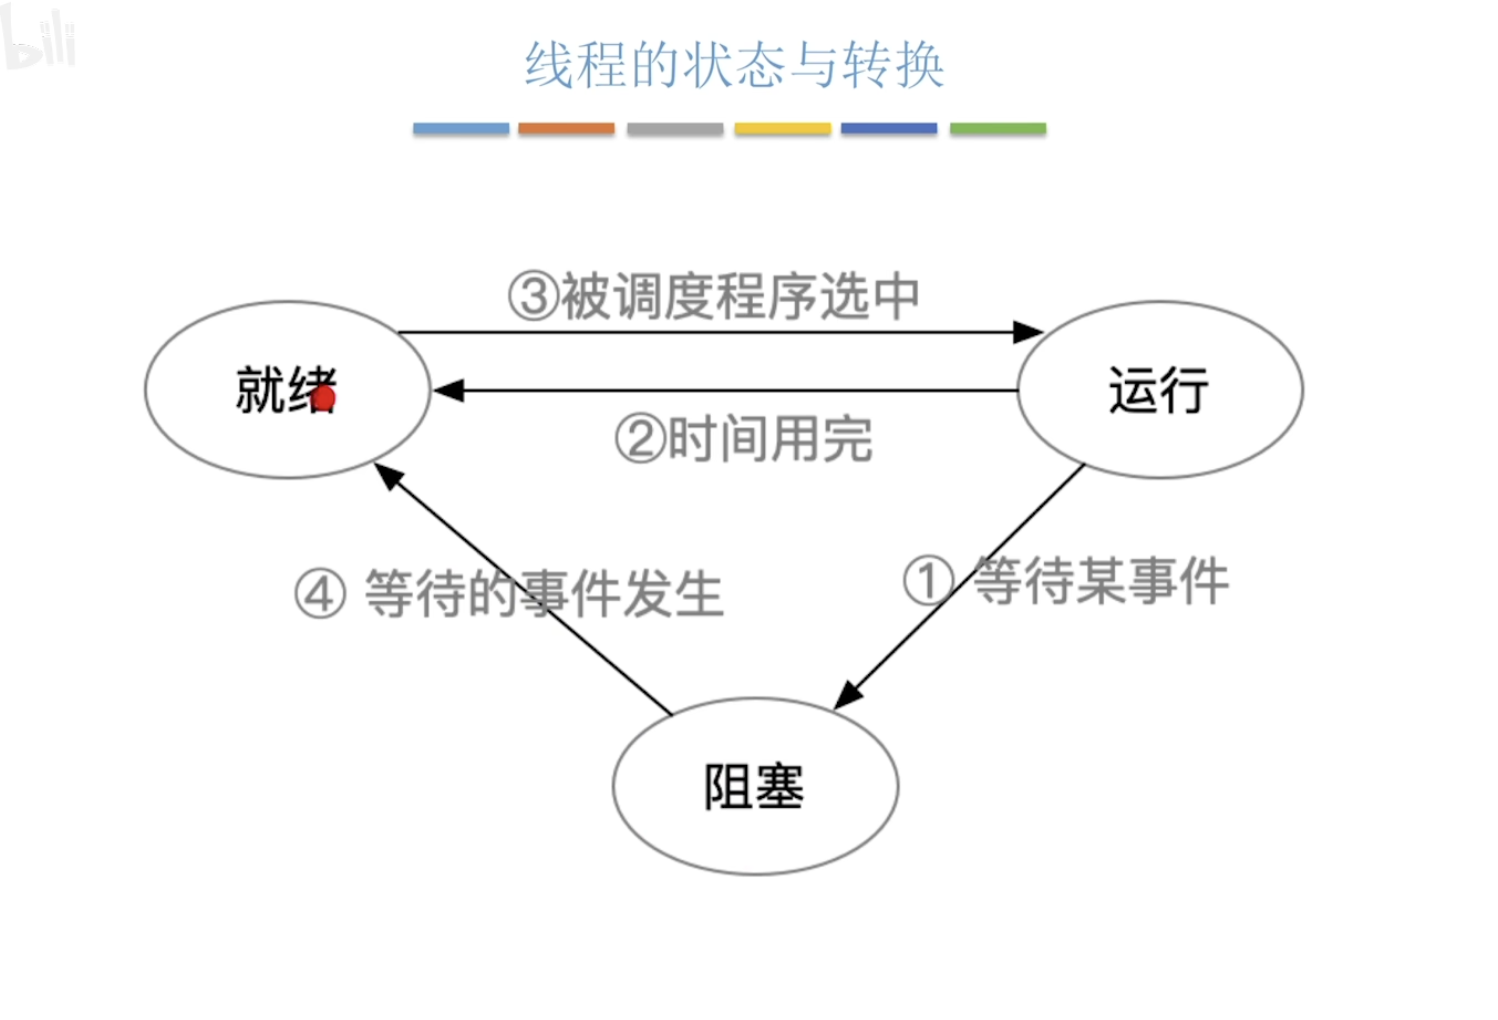 bili
线程的状态与转换
③被调度程序选中
就绪
运行
②时间用完
④ 等待的事件发生
① 等待某事件
阻塞